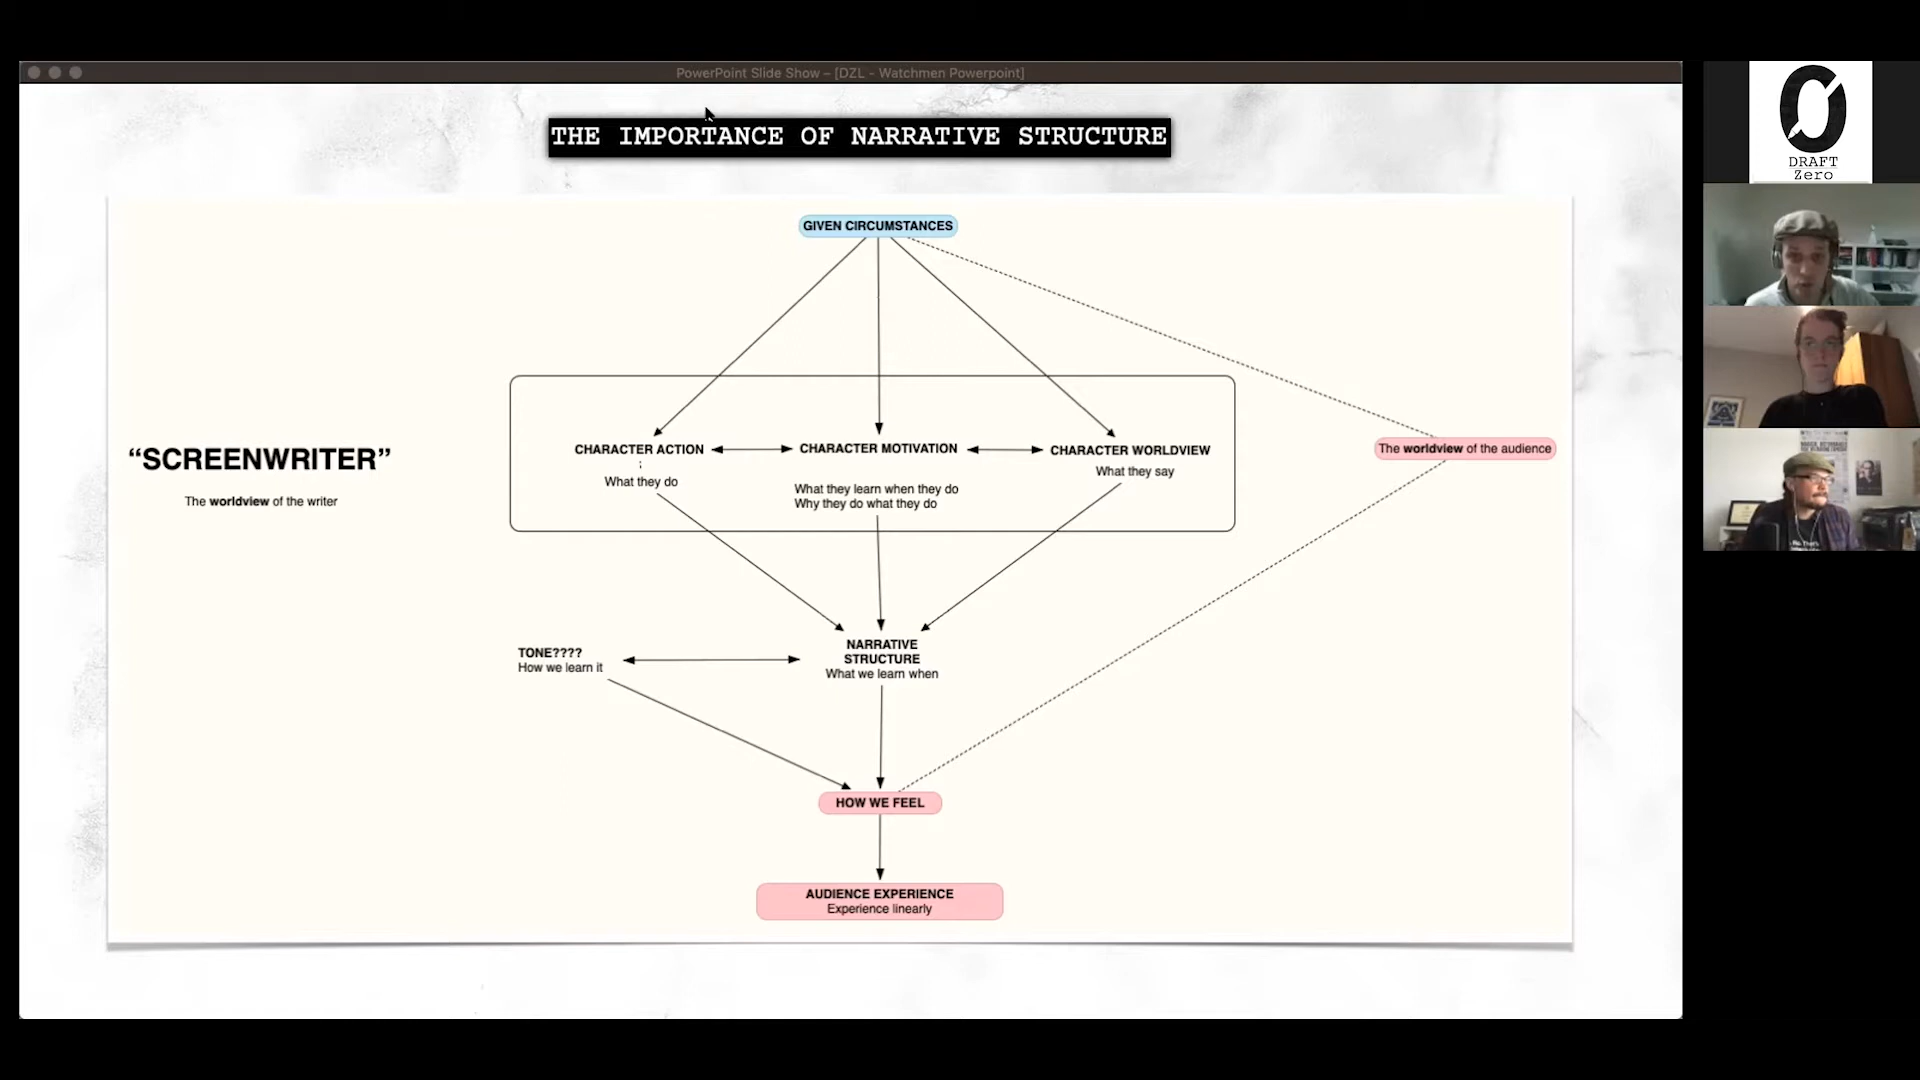 PowerPoint Slide Show – [DZL - Watchmen Powerpoint]
THE IMPORTANCE OF NARRATIVE STRUCTURE
GIVEN CIRCUMSTANCES
“SCREENWRITER”
The worldview of the writer
CHARACTER ACTION
What they do
CHARACTER MOTIVATION
What they learn when they do
Why they do what they do
CHARACTER WORLDVIEW
What they say
The worldview of the audience
TONE????
How we learn it
NARRATIVE
STRUCTURE
What we learn when
HOW WE FEEL
AUDIENCE EXPERIENCE
Experience linearly
DRAFT
Zero